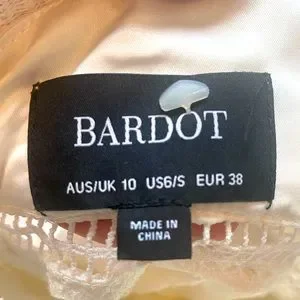 BARDOT
AUS/UK 10 US6/S EUR 38
MADE IN
CHINA